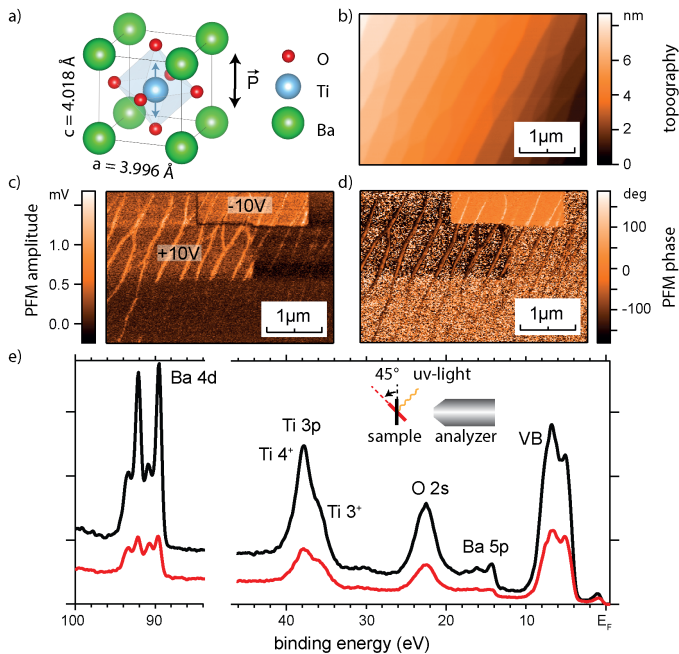 a)
O
Ti
Ba
P
c = 4.018 Å
a = 3.996 Å
b)
nm
8
6
4
2
0
topography
1µm
c)
mV
1.0
0.5
0.0
PFM amplitude
-10V
+10V
1µm
d)
deg
100
0
-100
PFM phase
1µm
e)
Ba 4d
Ti 3p
Ti 4+
Ti 3+
O 2s
Ba 5p
VB
45°
uv-light
sample
analyzer
100
90
40
30
20
10
EF
binding energy (eV)